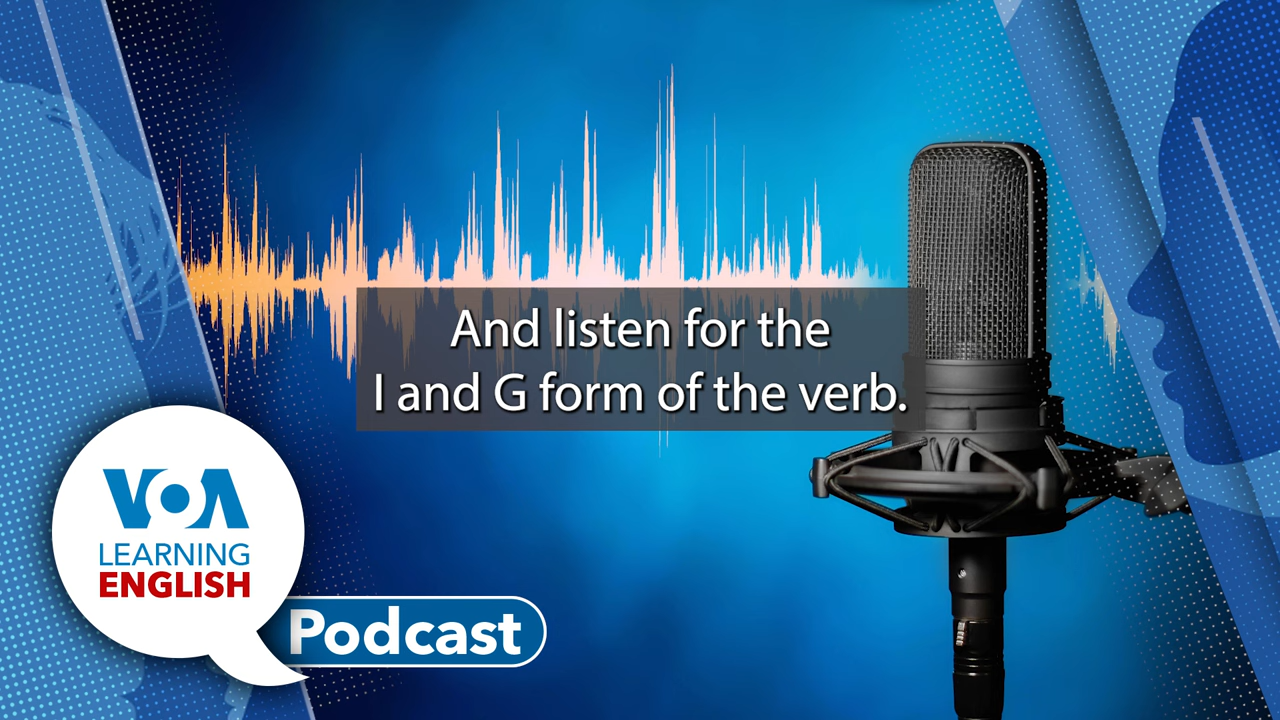 And listen for the
I and G form of the verb.
VOA
LEARNING
ENGLISH
Podcast